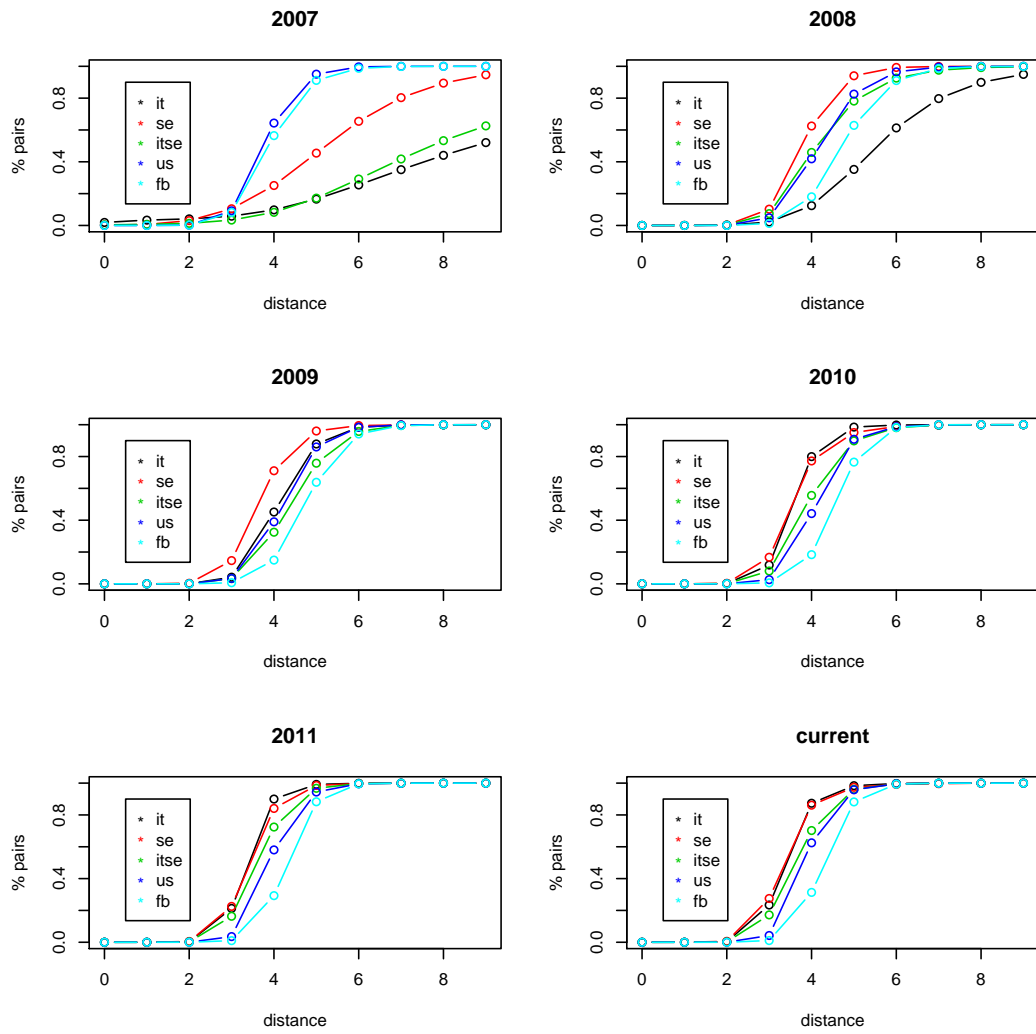 2007
% pairs
0.0 0.4 0.8
* it
* se
* itse
* us
* fb
0 2 4 6 8
distance
2008
% pairs
0.0 0.4 0.8
* it
* se
* itse
* us
* fb
0 2 4 6 8
distance
2009
% pairs
0.0 0.4 0.8
* it
* se
* itse
* us
* fb
0 2 4 6 8
distance
2010
% pairs
0.0 0.4 0.8
* it
* se
* itse
* us
* fb
0 2 4 6 8
distance
2011
% pairs
0.0 0.4 0.8
* it
* se
* itse
* us
* fb
0 2 4 6 8
distance
current
% pairs
0.0 0.4 0.8
* it
* se
* itse
* us
* fb
0 2 4 6 8
distance